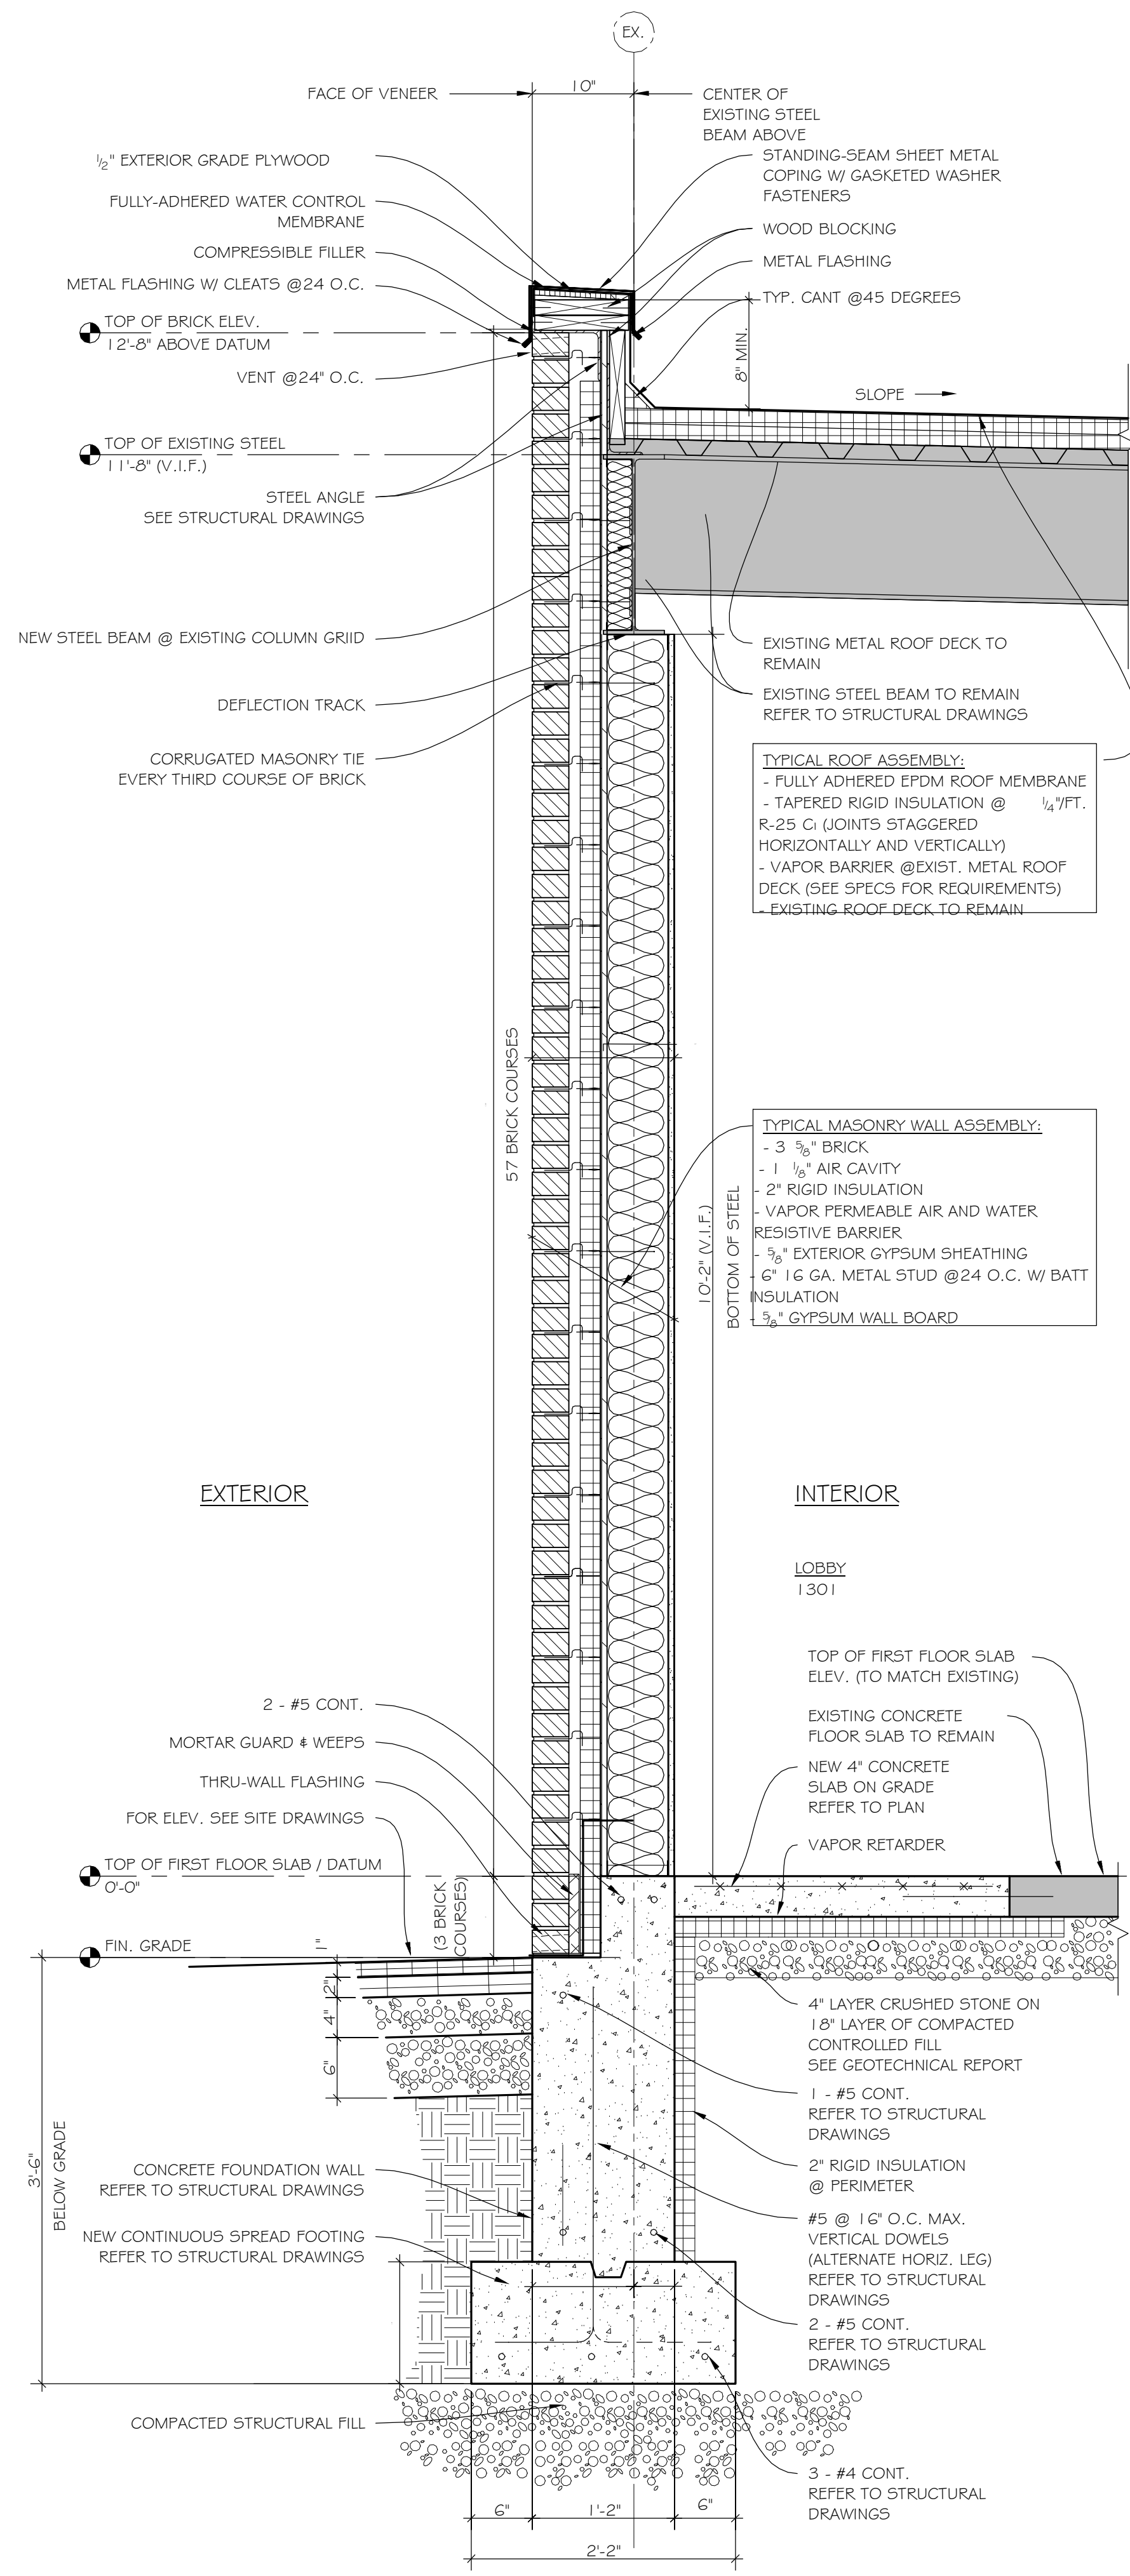 EX.
10"
FACE OF VENEER
CENTER OF
EXISTING STEEL
BEAM ABOVE
1/2" EXTERIOR GRADE PLYWOOD
STANDING-SEAM SHEET METAL
COPING W/ GASKETED WASHER
FASTENERS
FULLY-ADHERED WATER CONTROL
MEMBRANE
WOOD BLOCKING
COMPRESSIBLE FILLER
METAL FLASHING
METAL FLASHING W/ CLEATS @24 O.C.
TYP. CANT @45 DEGREES
TOP OF BRICK ELEV.
12'-8" ABOVE DATUM
8" MIN.
VENT @24" O.C.
SLOPE
TOP OF EXISTING STEEL
11'-8" (V.I.F.)
STEEL ANGLE
SEE STRUCTURAL DRAWINGS
NEW STEEL BEAM @ EXISTING COLUMN GRIID
EXISTING METAL ROOF DECK TO
REMAIN
DEFLECTION TRACK
EXISTING STEEL BEAM TO REMAIN
REFER TO STRUCTURAL DRAWINGS
CORRUGATED MASONRY TIE
EVERY THIRD COURSE OF BRICK
TYPICAL ROOF ASSEMBLY:
- FULLY ADHERED EPDM ROOF MEMBRANE
- TAPERED RIGID INSULATION @ 1/4"/FT.
R-25 Ci (JOINTS STAGGERED
HORIZONTALLY AND VERTICALLY)
- VAPOR BARRIER @EXIST. METAL ROOF
DECK (SEE SPECS FOR REQUIREMENTS)
- EXISTING ROOF DECK TO REMAIN
57 BRICK COURSES
TYPICAL MASONRY WALL ASSEMBLY:
- 3 5/8" BRICK
- 1 1/8" AIR CAVITY
- 2" RIGID INSULATION
- VAPOR PERMEABLE AIR AND WATER
RESISTIVE BARRIER
- 5/8" EXTERIOR GYPSUM SHEATHING
- 6" 16 GA. METAL STUD @24 O.C. W/ BATT
INSULATION
- 5/8" GYPSUM WALL BOARD
10'-2" (V.I.F.)
BOTTOM OF STEEL
EXTERIOR
INTERIOR
LOBBY
1301
TOP OF FIRST FLOOR SLAB
ELEV. (TO MATCH EXISTING)
2 - #5 CONT.
EXISTING CONCRETE
FLOOR SLAB TO REMAIN
MORTAR GUARD & WEEPS
NEW 4" CONCRETE
SLAB ON GRADE
REFER TO PLAN
THRU-WALL FLASHING
FOR ELEV. SEE SITE DRAWINGS
VAPOR RETARDER
TOP OF FIRST FLOOR SLAB / DATUM
0'-0"
(3 BRICK
COURSES)
FIN. GRADE
1"
2"
4"
6"
4" LAYER CRUSHED STONE ON
18" LAYER OF COMPACTED
CONTROLLED FILL
SEE GEOTECHNICAL REPORT
1 - #5 CONT.
REFER TO STRUCTURAL
DRAWINGS
3'-6"
BELOW GRADE
CONCRETE FOUNDATION WALL
REFER TO STRUCTURAL DRAWINGS
2" RIGID INSULATION
@ PERIMETER
NEW CONTINUOUS SPREAD FOOTING
REFER TO STRUCTURAL DRAWINGS
#5 @ 16" O.C. MAX.
VERTICAL DOWELS
(ALTERNATE HORIZ. LEG)
REFER TO STRUCTURAL
DRAWINGS
2 - #5 CONT.
REFER TO STRUCTURAL
DRAWINGS
COMPACTED STRUCTURAL FILL
3 - #4 CONT.
REFER TO STRUCTURAL
DRAWINGS
6"
1'-2"
6"
2'-2"